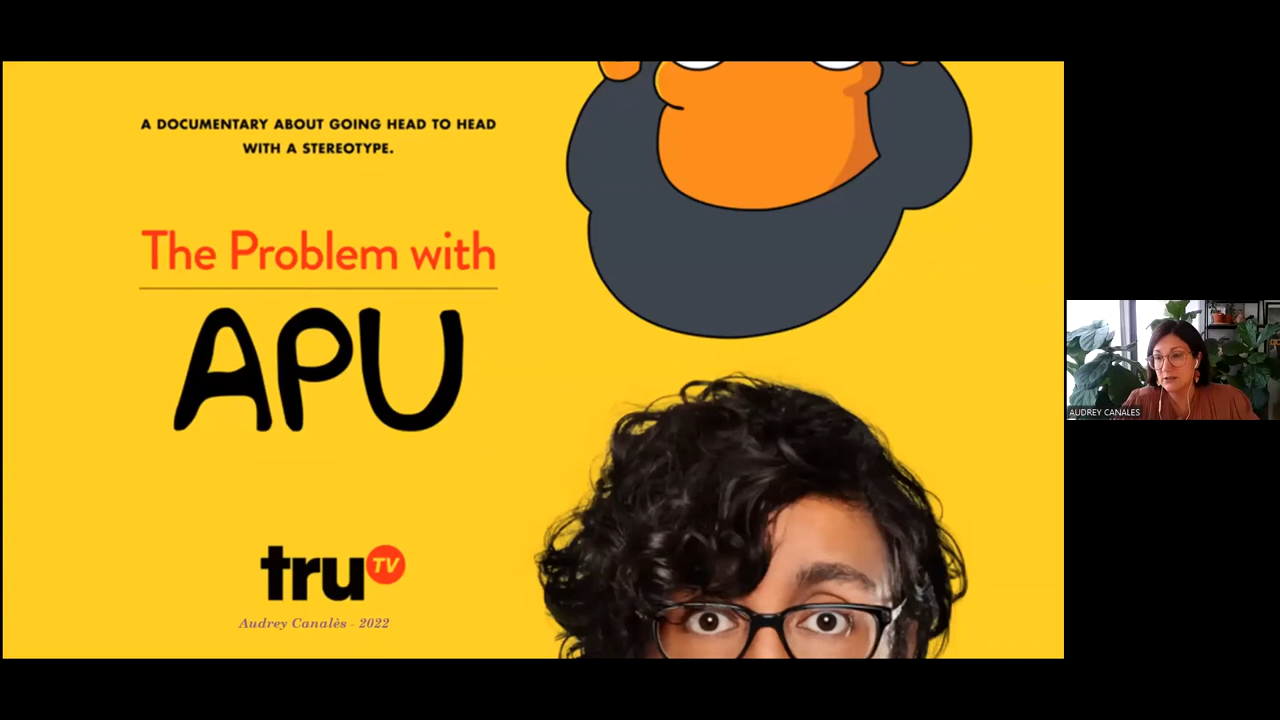 A DOCUMENTARY ABOUT GOING HEAD TO HEAD
WITH A STEREOTYPE.
The Problem with
APU
truTV
Audrey Canalès - 2022
AUDREY CANALES